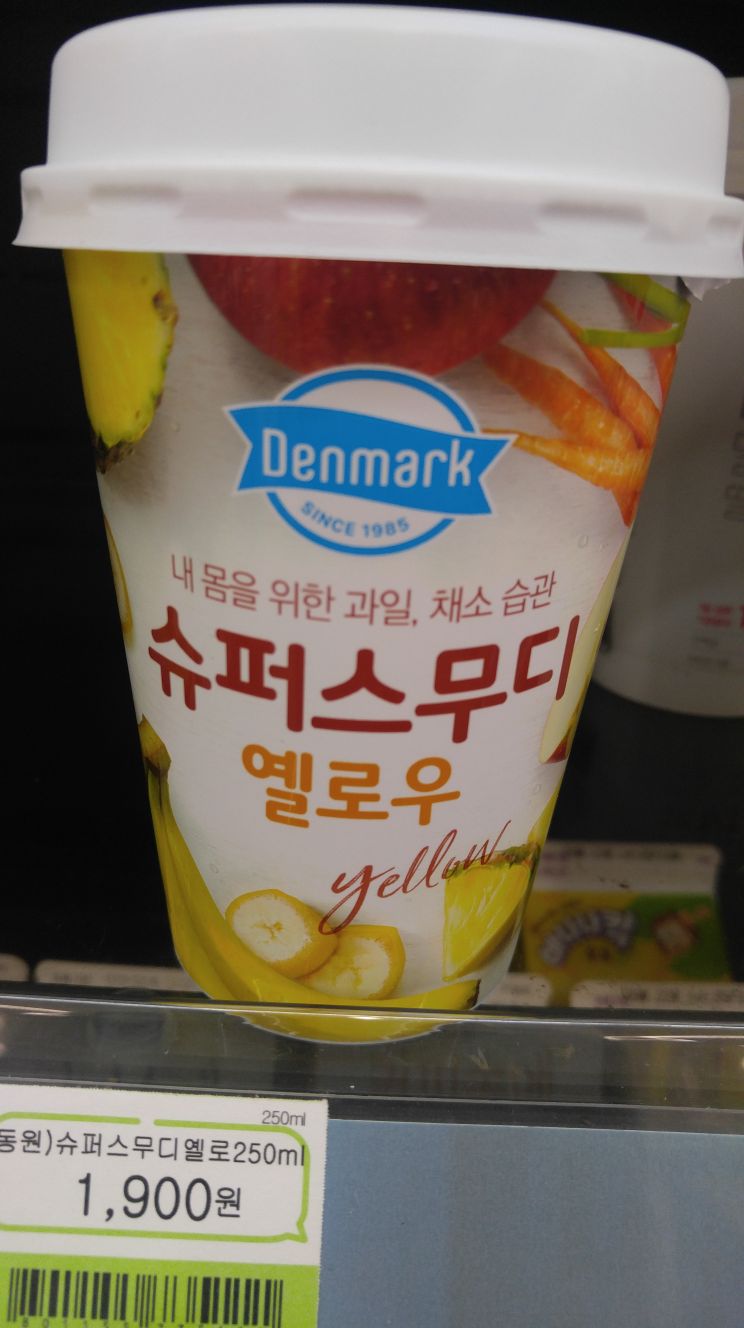 Denmark
SINCE 1985
내 몸을 위한 과일, 채소 습관
슈퍼스무디
옐로우
yellow
250ml
동원)슈퍼스무디옐로250ml
1,900원